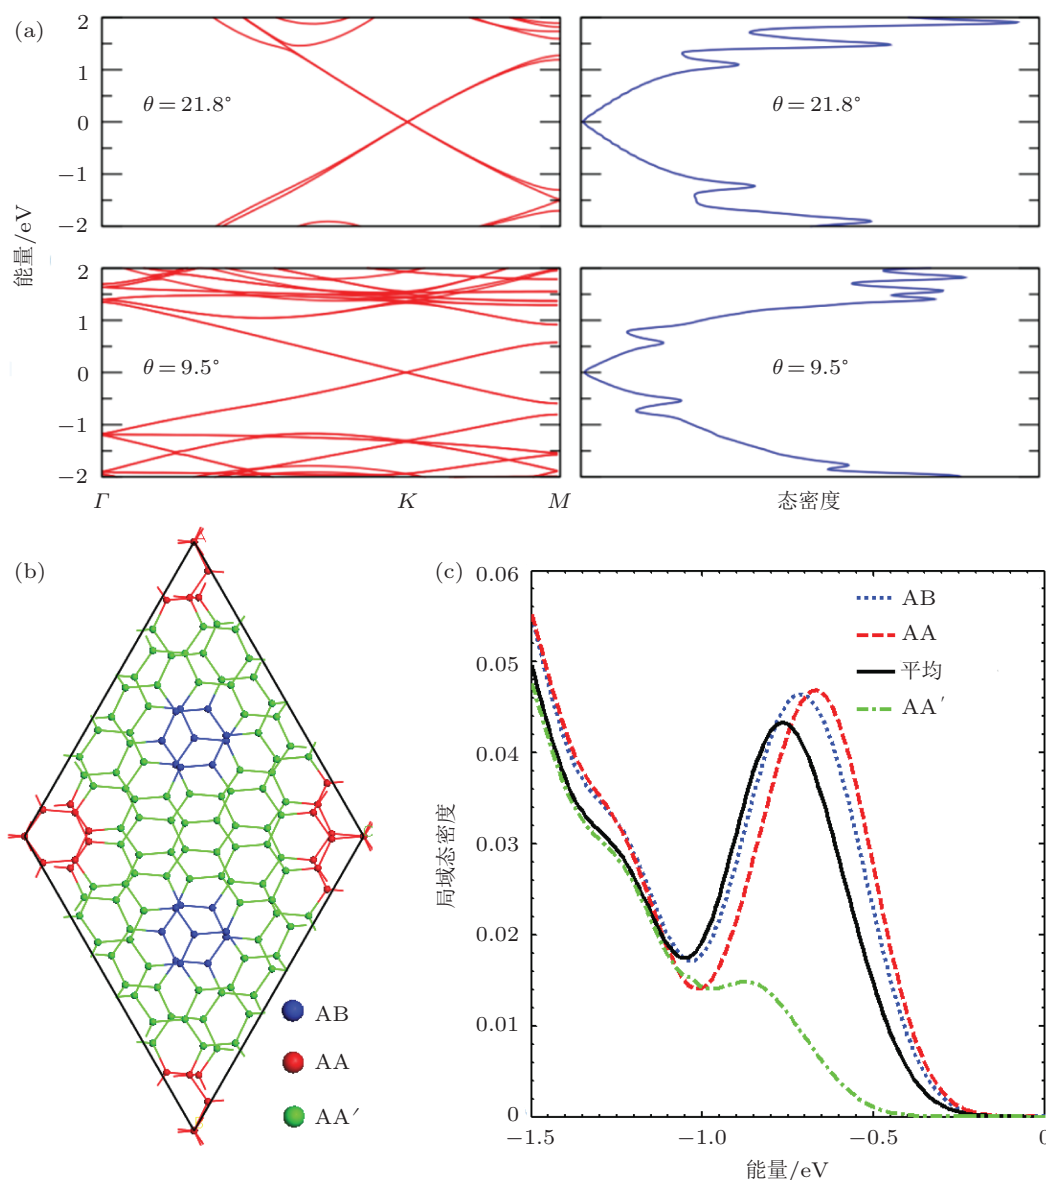 (a)
2
1
0
−1
−2
θ = 21.8°
θ = 21.8°
能量/eV
2
1
0
−1
−2
θ = 9.5°
θ = 9.5°
Γ
K
M
态密度
(b)
AB
AA
AA′
(c)
0.06
0.05
0.04
0.03
0.02
0.01
0
局域态密度
AB
AA
平均
AA′
−1.5
−1.0
−0.5
0
能量/eV